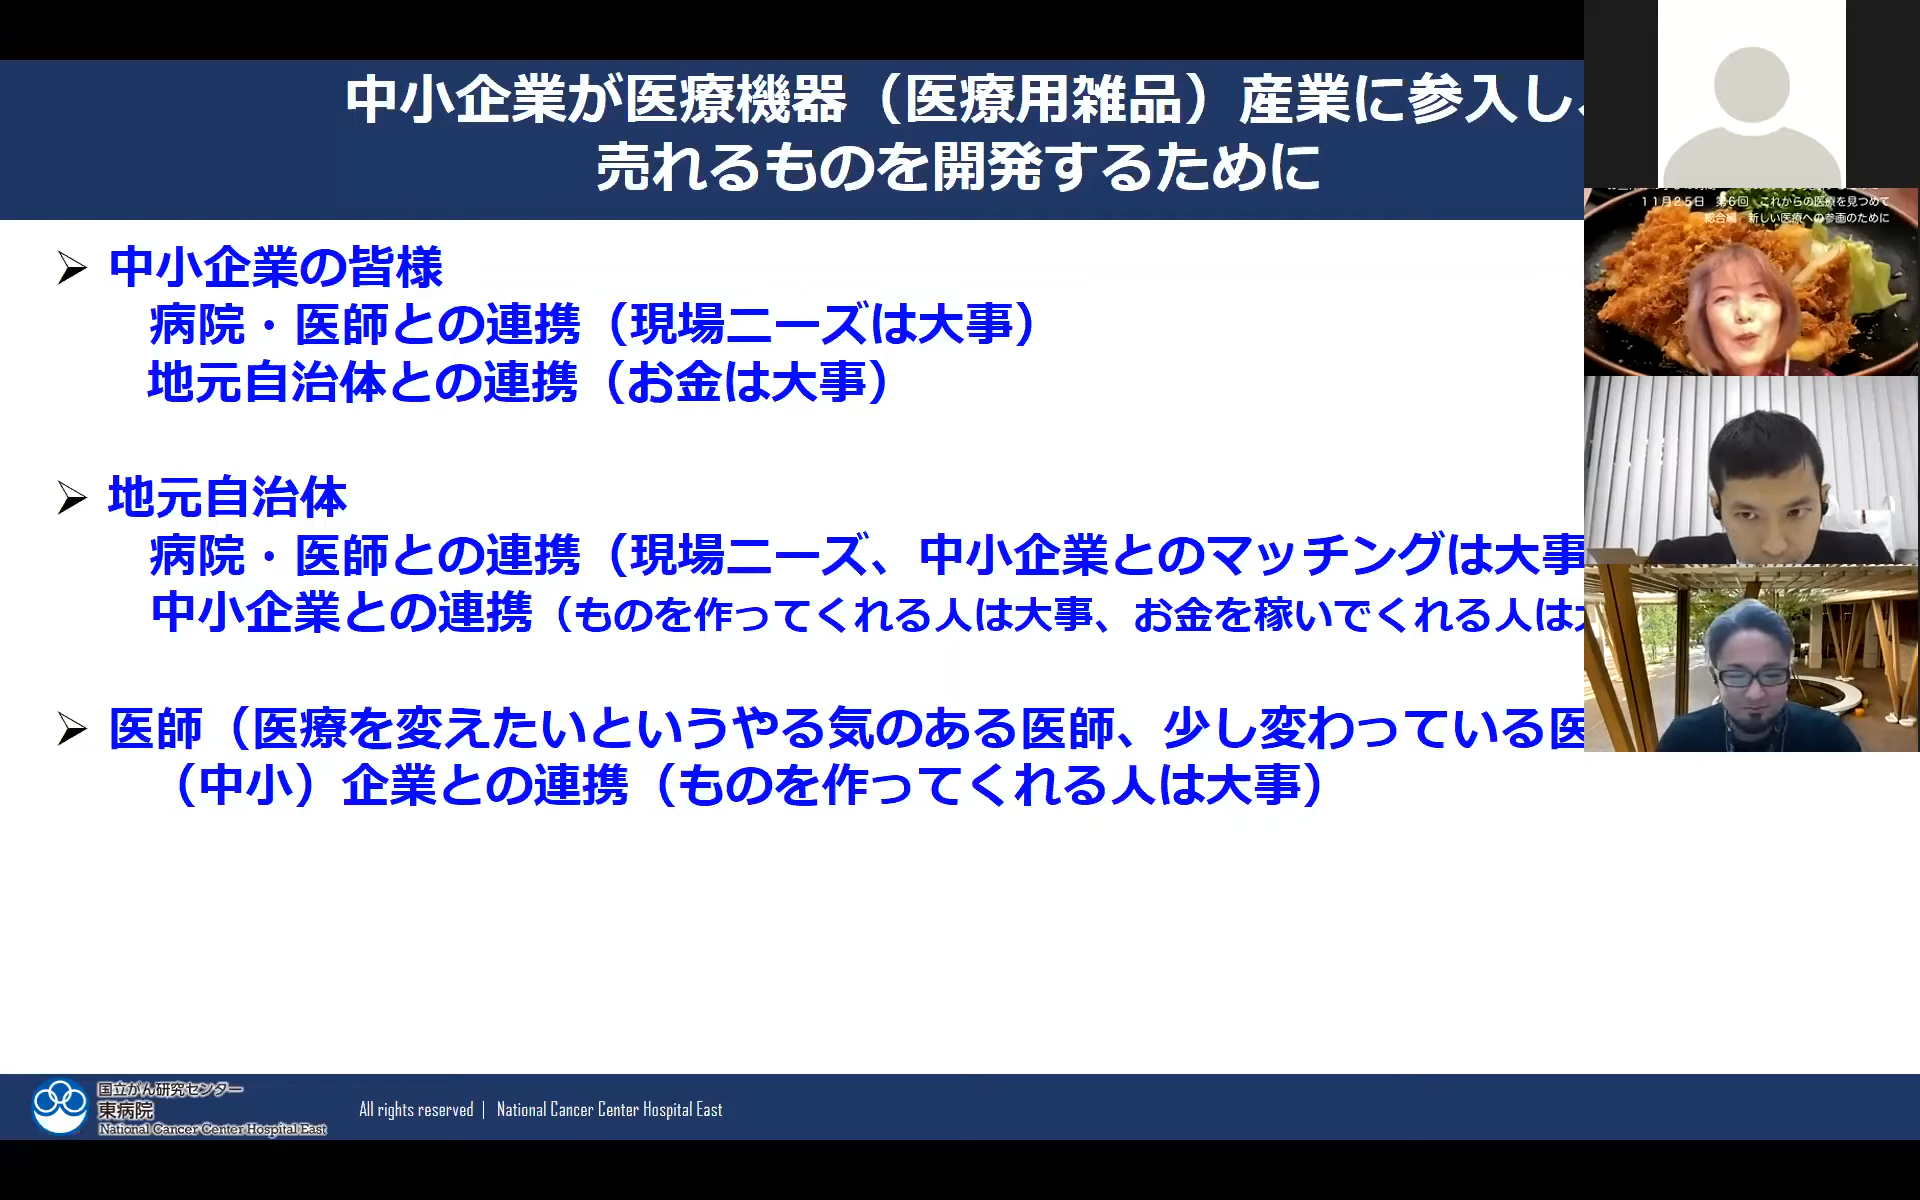 中小企業が医療機器（医療用雑品）産業に参入し、
売れるものを開発するために
➢ 中小企業の皆様
病院・医師との連携（現場ニーズは大事）
地元自治体との連携（お金は大事）
➢ 地元自治体
病院・医師との連携（現場ニーズ、中小企業とのマッチングは大事
中小企業との連携（ものを作ってくれる人は大事、お金を稼いでくれる人は
➢ 医師（医療を変えたいというやる気のある医師、少し変わっている医
（中小）企業との連携（ものを作ってくれる人は大事）
１１月２５日 第６回 これからの医療を見つめて
総合編 新しい医療への参画のために
国立がん研究センター
東病院
National Cancer Center Hospital East
All rights reserved | National Cancer Center Hospital East